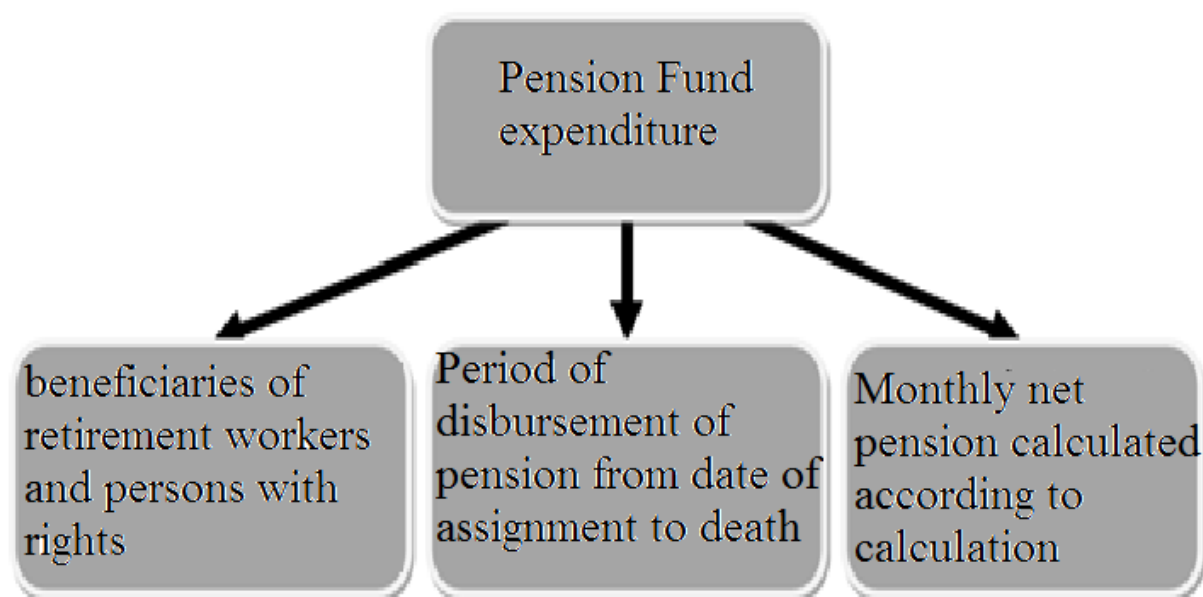 Pension Fund
expenditure
beneficiaries of
retirement workers
and persons with
rights
Period of
disbursement of
pension from date of
assignment to death
Monthly net
pension calculated
according to
calculation